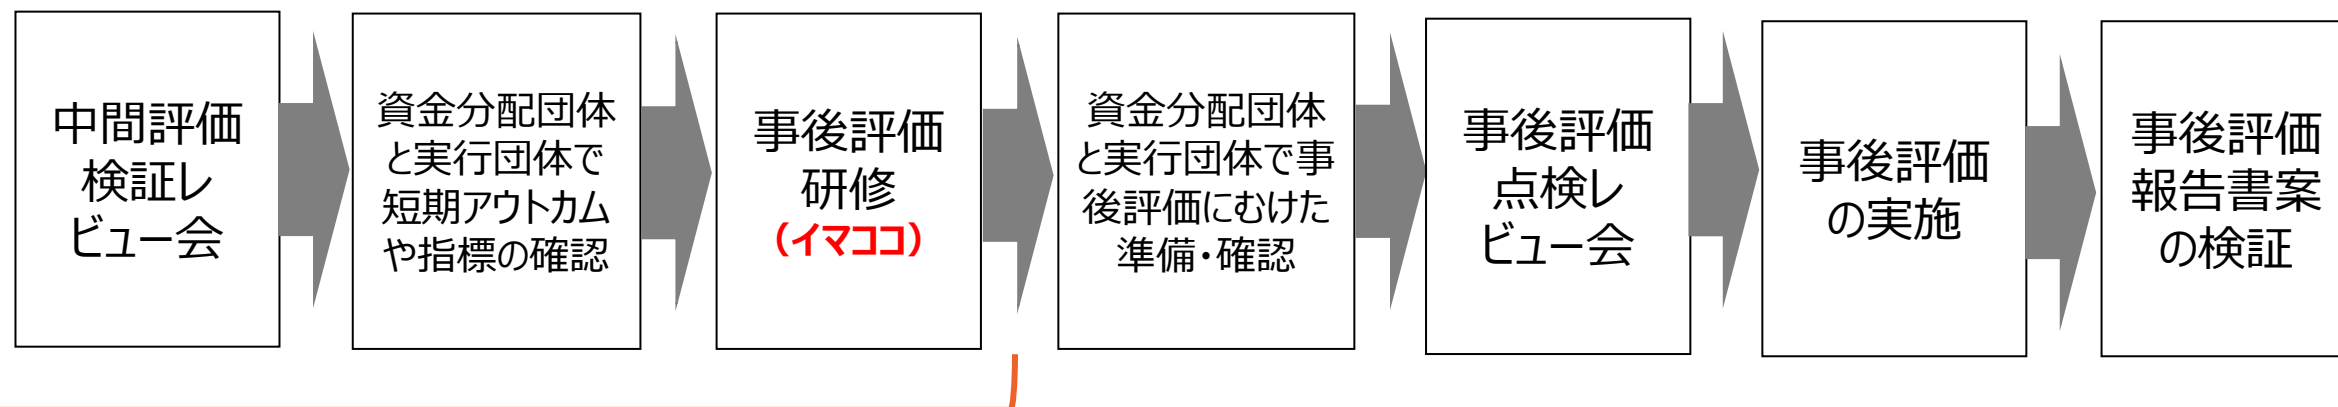 中間評価
検証レ
ビュー会
資金分配団体
と実行団体で
短期アウトカム
や指標の確認
事後評価
研修
（イマココ）
資金分配団体
と実行団体で事
後評価にむけた
準備・確認
事後評価
点検レ
ビュー会
事後評価
の実施
事後評価
報告書案
の検証